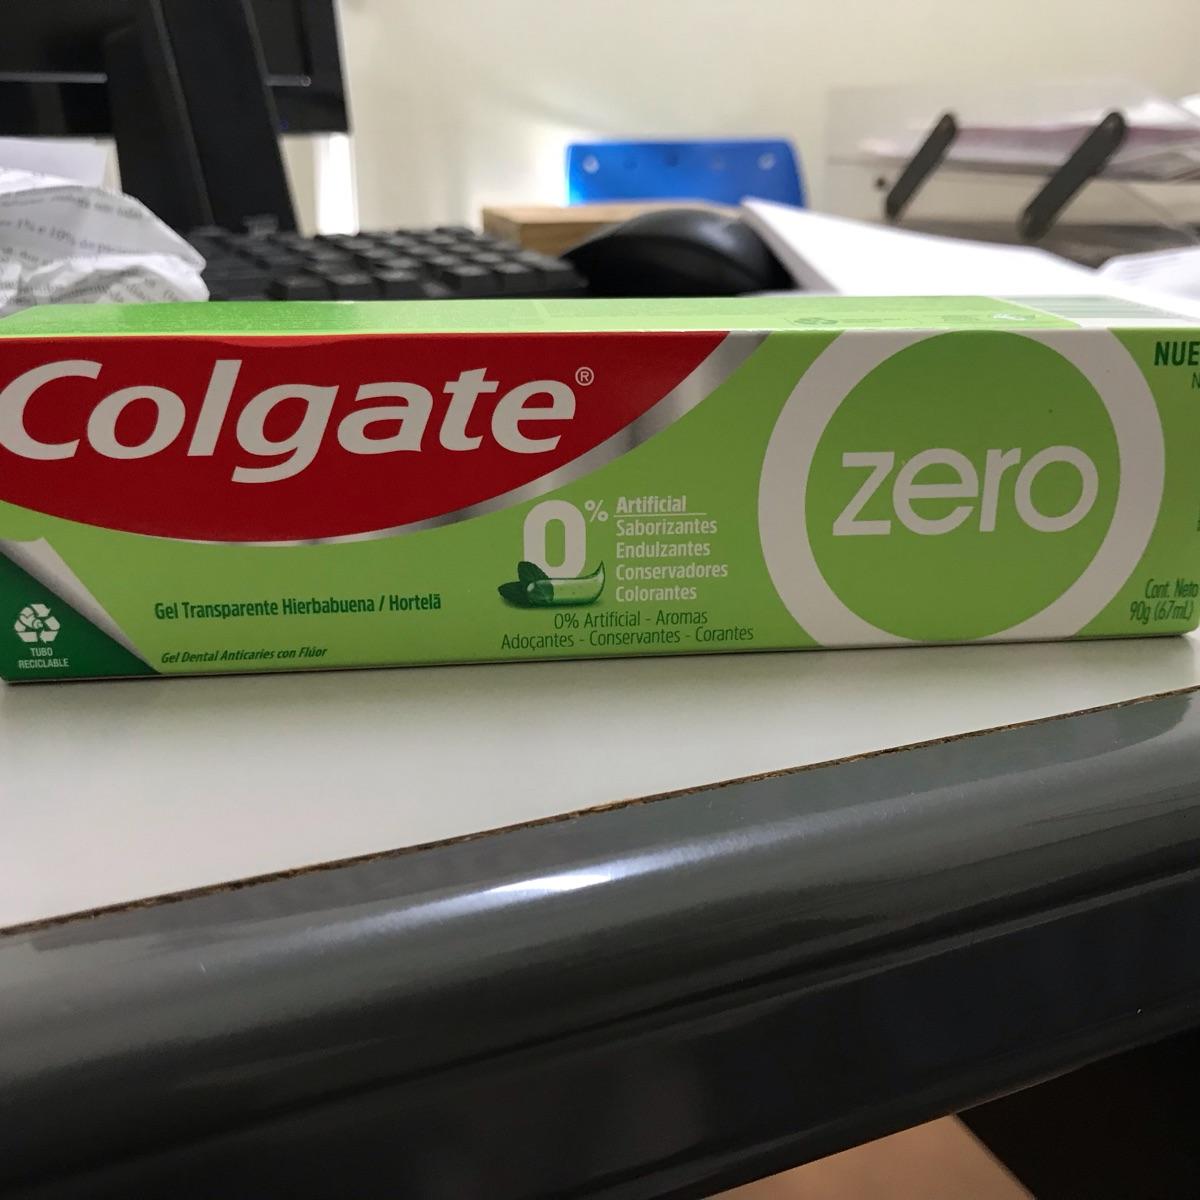 Colgate®
zero
NUE
N
0% Artificial
Saborizantes
Endulzantes
Conservadores
Colorantes
0% Artificial - Aromas
Adoçantes - Conservantes - Corantes
Gel Transparente Hierbabuena / Hortelã
Gel Dental Anticaries con Flúor
TUBO
RECICLABLE
Cont. Neto
90g (67mL)